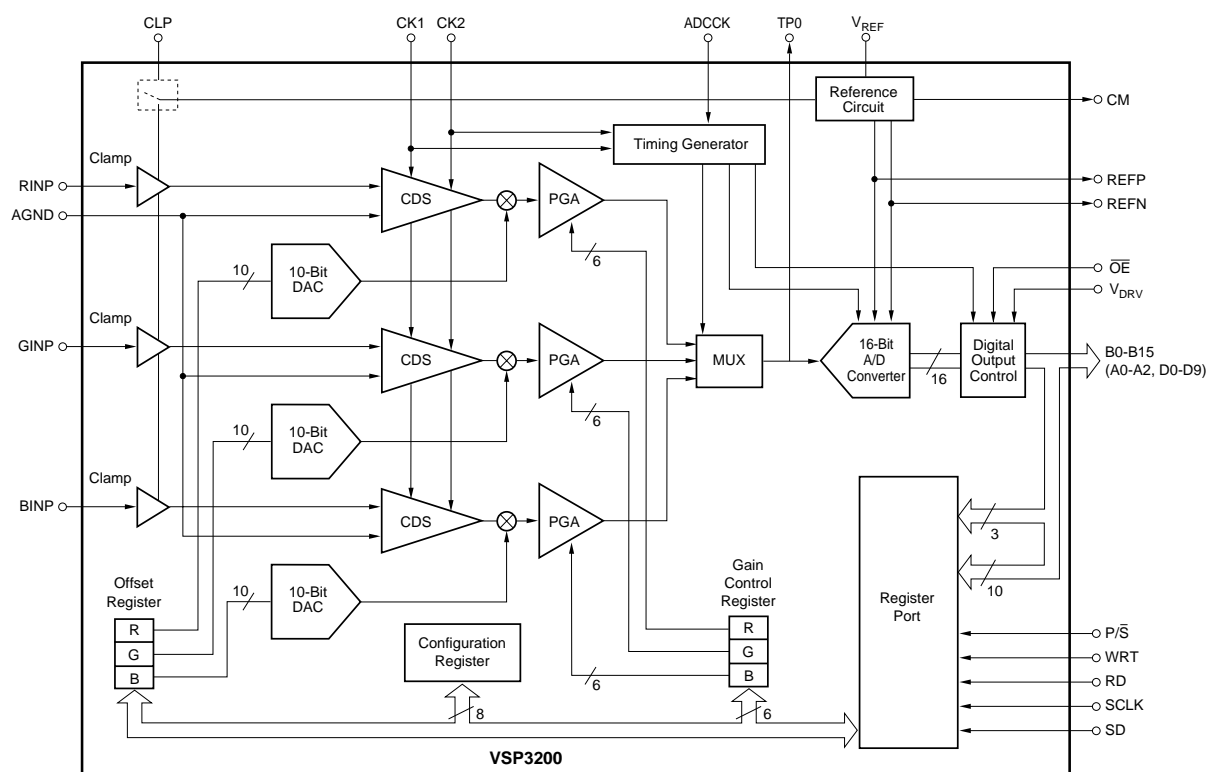 CLP
CK1
CK2
ADCCK
TP0
VREF
Reference
Circuit
CM
Clamp
Timing Generator
RINP
AGND
CDS
PGA
REFP
REFN
6
10
10-Bit
DAC
OE
VDRV
Clamp
GINP
CDS
PGA
MUX
16-Bit
A/D
Converter
16
Digital
Output
Control
B0-B15
(A0-A2, D0-D9)
6
10
10-Bit
DAC
Clamp
BINP
CDS
PGA
3
10
Offset
Register
10
10-Bit
DAC
Gain
Control
Register
Register
Port
R
G
B
Configuration
Register
R
G
B
6
8
6
P/S̅
WRT
RD
SCLK
SD
VSP3200